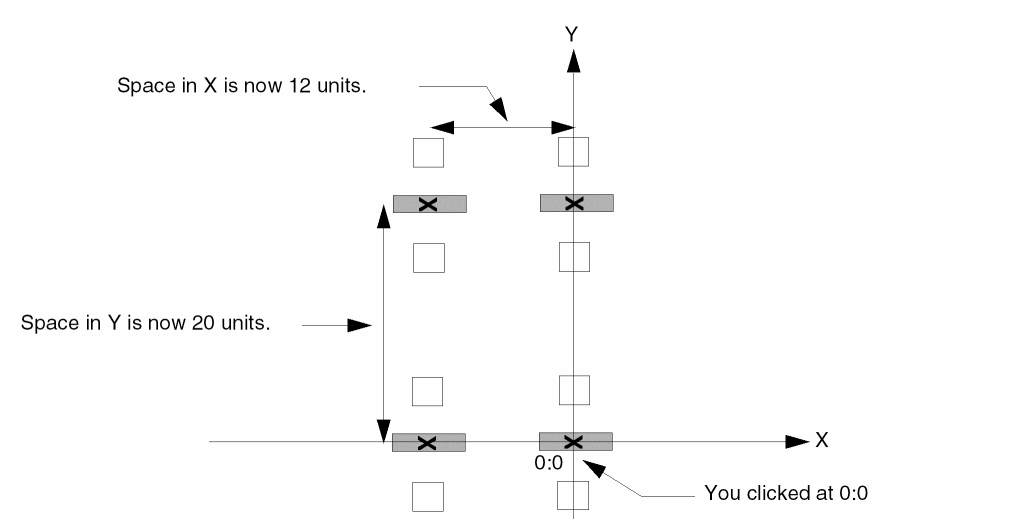 Y
Space in X is now 12 units.
Space in Y is now 20 units.
X
0:0
You clicked at 0:0